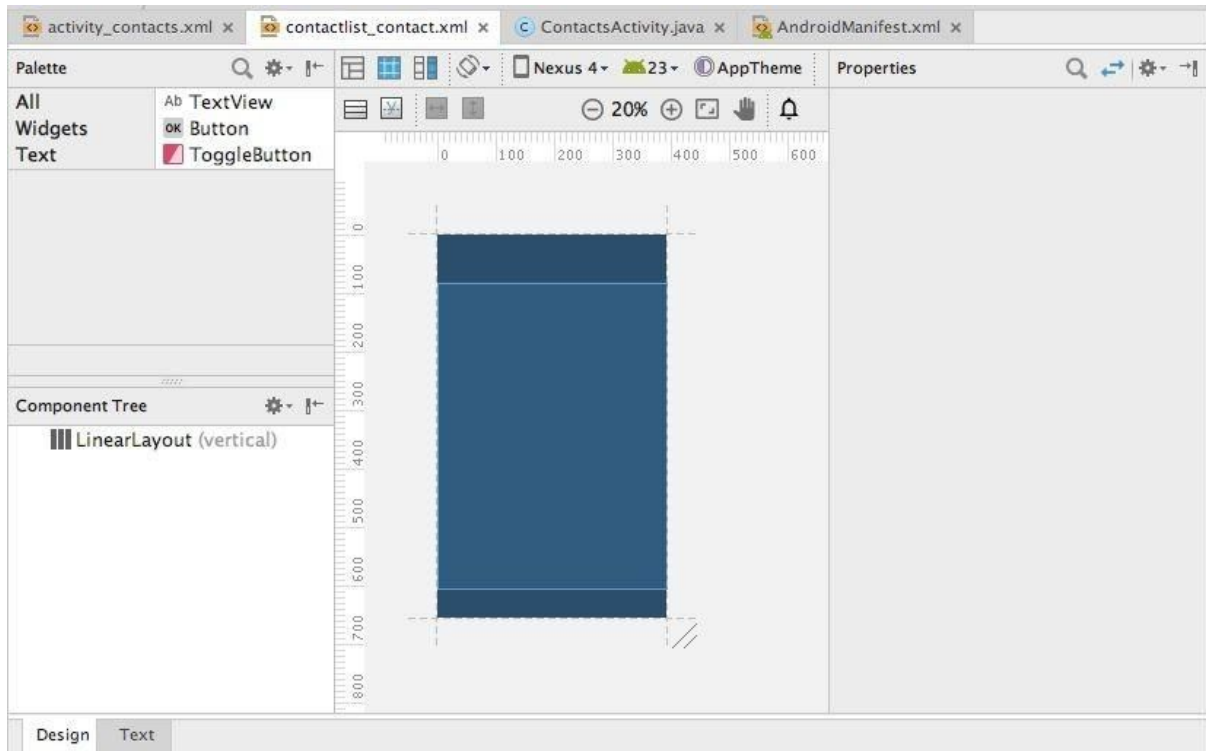 activity_contacts.xml × contactlist_contact.xml × ContactsActivity.java × AndroidManifest.xml ×
Palette Nexus 4 23 AppTheme Properties
All Ab TextView
Widgets OK Button
Text ToggleButton
20%
0 100 200 300 400 500 600
0
100
200
300
400
500
600
700
800
Component Tree
LinearLayout (vertical)
Design Text